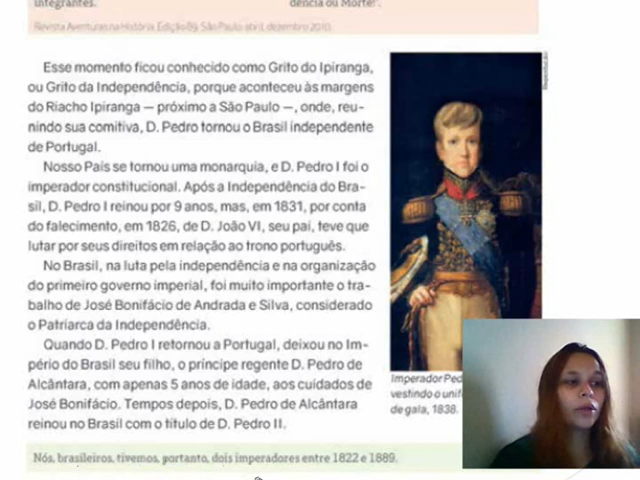 integrantes.
dência ou Morte!".
Revista Aventuras na História. Edição 89. São Paulo: abril, dezembro 2010.
Esse momento ficou conhecido como Grito do Ipiranga,
ou Grito da Independência, porque aconteceu às margens
do Riacho Ipiranga — próximo a São Paulo —, onde, reu-
nindo sua comitiva, D. Pedro tornou o Brasil independente
de Portugal.
Nosso País se tornou uma monarquia, e D. Pedro I foi o
imperador constitucional. Após a Independência do Bra-
sil, D. Pedro I reinou por 9 anos, mas, em 1831, por conta
do falecimento, em 1826, de D. João VI, seu pai, teve que
lutar por seus direitos em relação ao trono português.
No Brasil, na luta pela independência e na organização
do primeiro governo imperial, foi muito importante o tra-
balho de José Bonifácio de Andrada e Silva, considerado
o Patriarca da Independência.
Quando D. Pedro I retornou a Portugal, deixou no Im-
pério do Brasil seu filho, o príncipe regente D. Pedro de
Alcântara, com apenas 5 anos de idade, aos cuidados de
José Bonifácio. Tempos depois, D. Pedro de Alcântara
reinou no Brasil com o título de D. Pedro II.
Imperador Ped
vestindo o unif
de gala, 1838.
Nós, brasileiros, tivemos, portanto, dois imperadores entre 1822 e 1889.